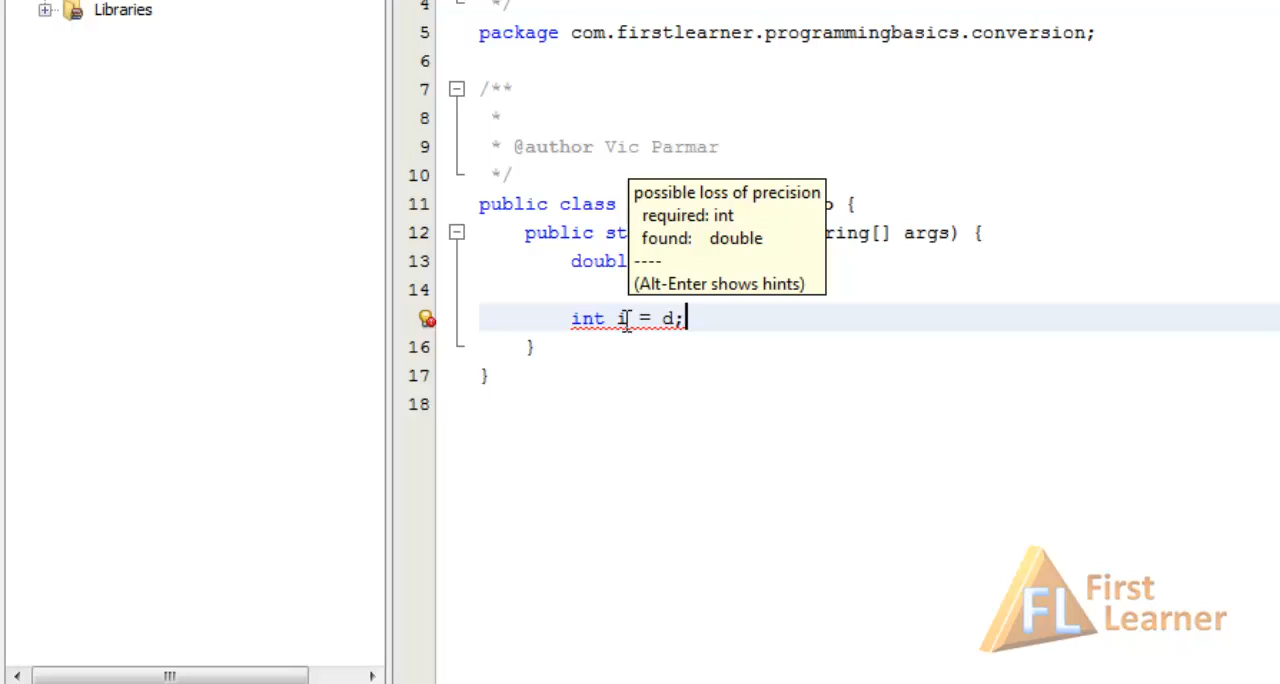 Libraries
4 */
5 package com.firstlearner.programmingbasics.conversion;
6
7 /**
8 *
9 * @author Vic Parmar
10 */
11 public class {
possible loss of precision
required: int
found: double
----
(Alt-Enter shows hints)
12 public st ring[] args) {
13 doubl
14
int i = d;
16 }
17 }
18
FL First
Learner